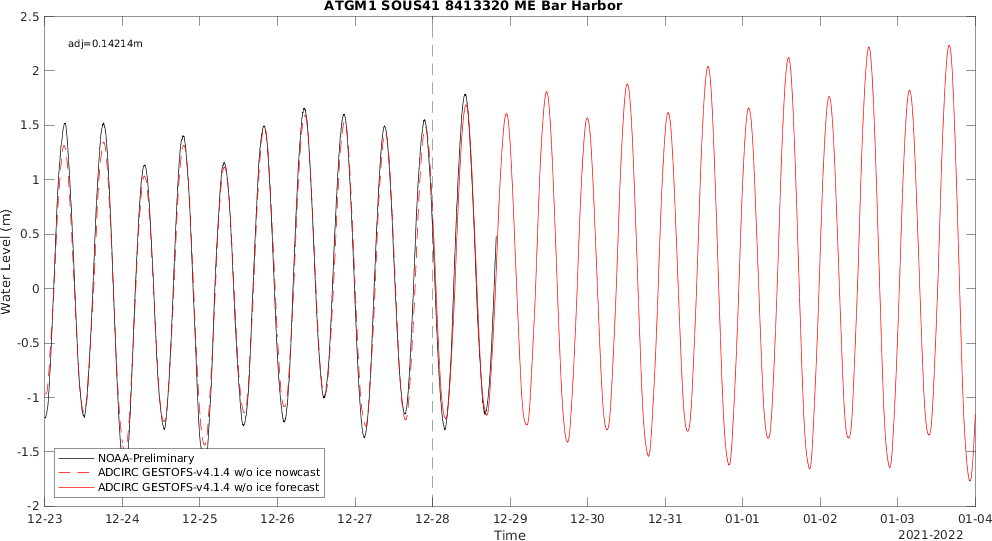 ATGM1 SOUS41 8413320 ME Bar Harbor
2.5
adj=0.14214m
2
1.5
1
0.5
0
-0.5
-1
-1.5
-2
Water Level (m)
NOAA-Preliminary
ADCIRC GESTOFS-v4.1.4 w/o ice nowcast
ADCIRC GESTOFS-v4.1.4 w/o ice forecast
12-23 12-24 12-25 12-26 12-27 12-28 12-29 12-30 12-31 01-01 01-02 01-03 01-04
Time
2021-2022